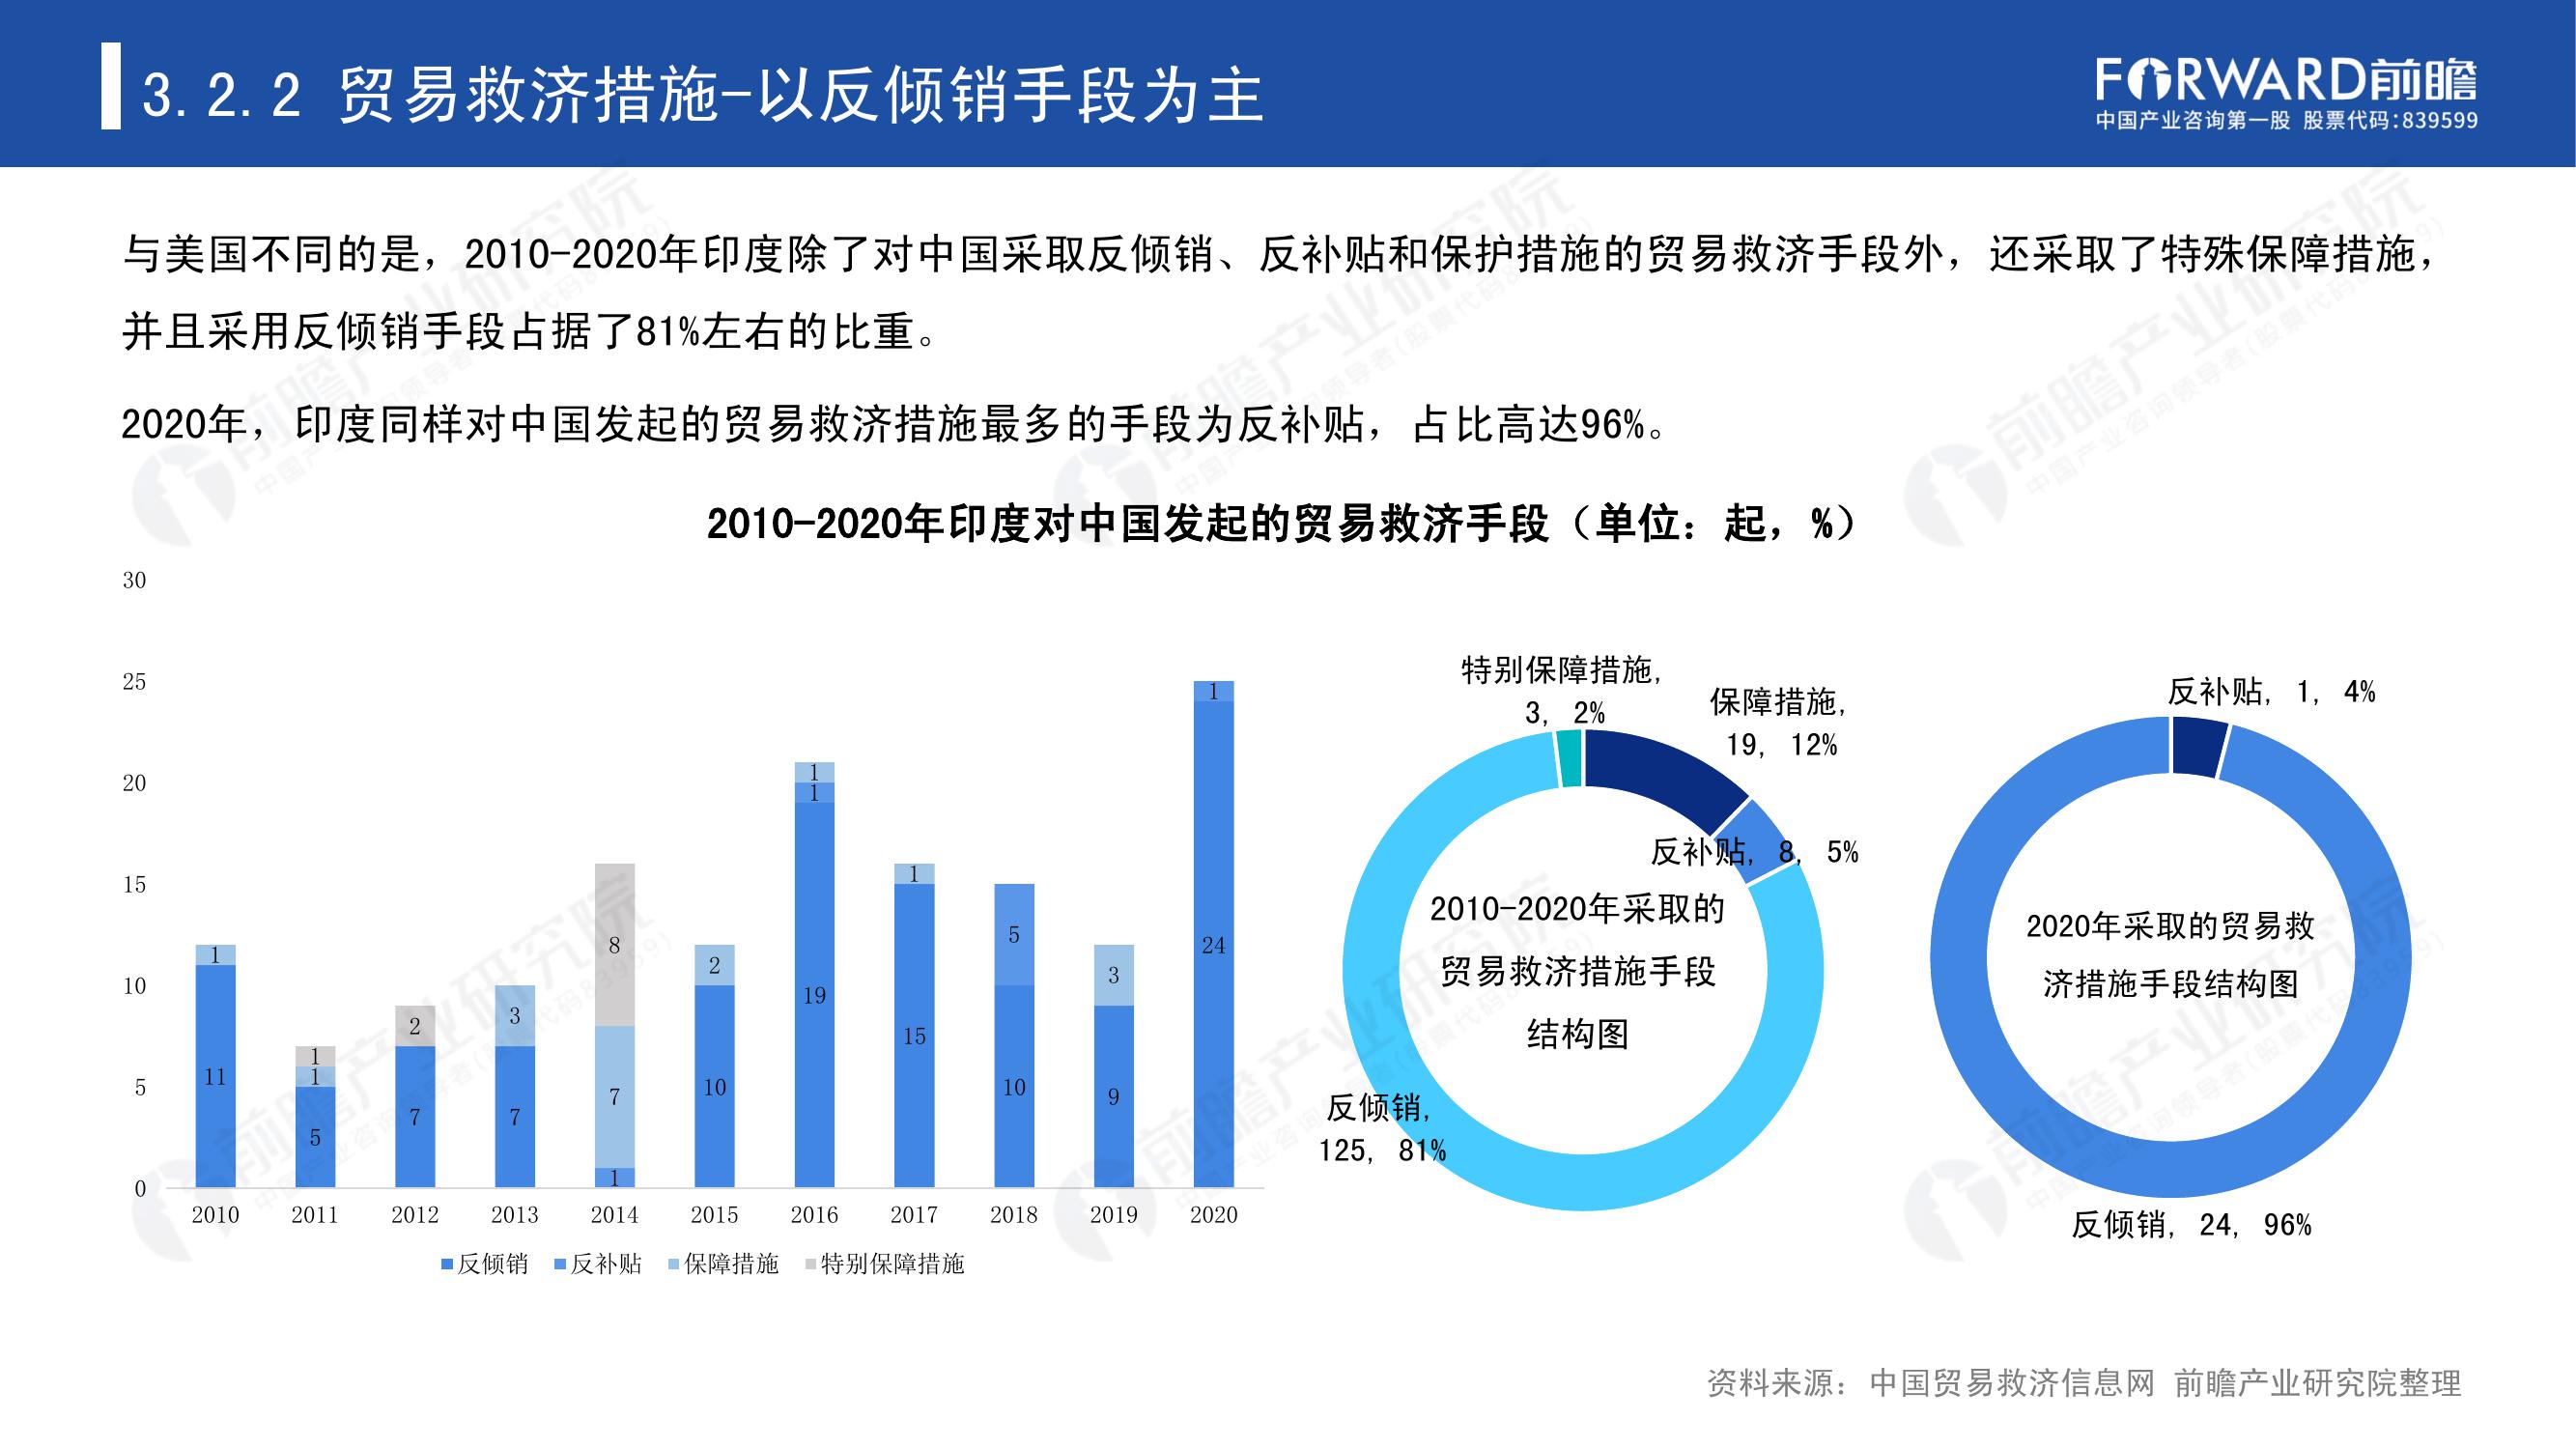 3.2.2 贸易救济措施-以反倾销手段为主
FORWARD前瞻
中国产业咨询第一股 股票代码:839599
与美国不同的是，2010-2020年印度除了对中国采取反倾销、反补贴和保护措施的贸易救济手段外，还采取了特殊保障措施，
并且采用反倾销手段占据了81%左右的比重。
2020年，印度同样对中国发起的贸易救济措施最多的手段为反补贴，占比高达96%。
2010-2020年印度对中国发起的贸易救济手段（单位：起，%）
30
25
20
15
10
5
0
1
11
1
1
5
2
7
3
7
8
7
1
2
10
1
1
19
1
15
5
10
3
9
1
24
2010 2011 2012 2013 2014 2015 2016 2017 2018 2019 2020
反倾销 反补贴 保障措施 特别保障措施
特别保障措施,
3, 2%
保障措施,
19, 12%
反补贴, 8, 5%
2010-2020年采取的
贸易救济措施手段
结构图
反倾销,
125, 81%
反补贴, 1, 4%
2020年采取的贸易救
济措施手段结构图
反倾销, 24, 96%
资料来源：中国贸易救济信息网 前瞻产业研究院整理